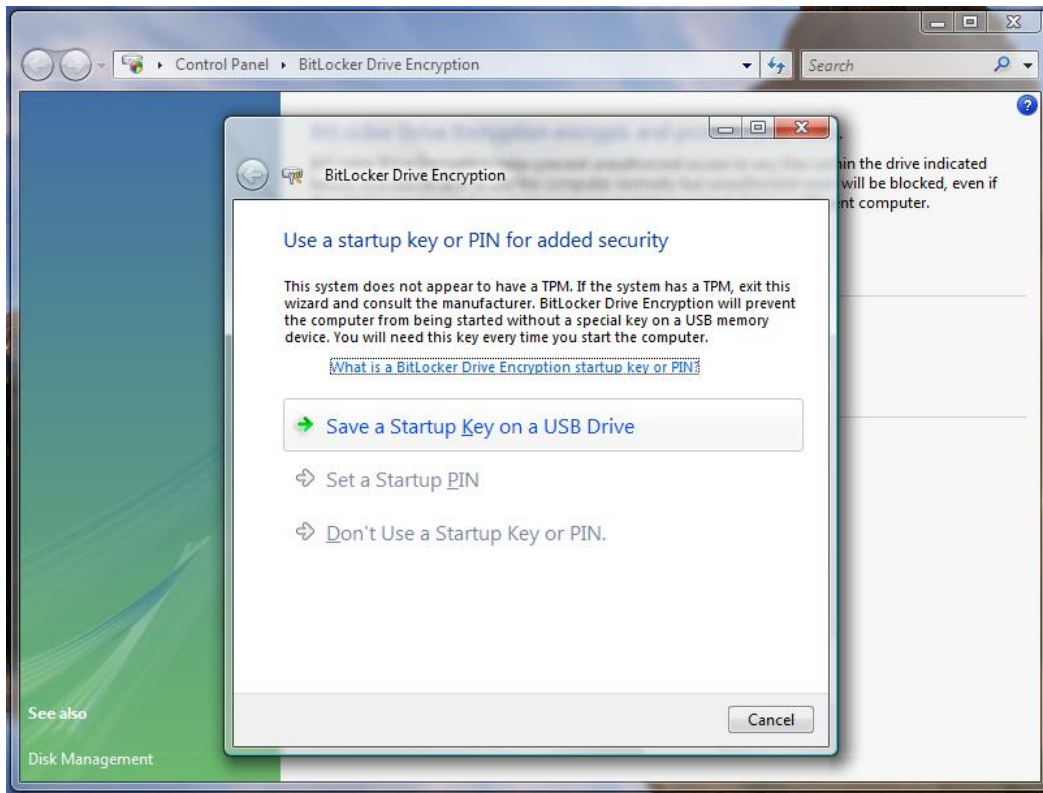 Control Panel
BitLocker Drive Encryption
Search
in the drive indicated
will be blocked, even if
nt computer.
BitLocker Drive Encryption
Use a startup key or PIN for added security
This system does not appear to have a TPM. If the system has a TPM, exit this
wizard and consult the manufacturer. BitLocker Drive Encryption will prevent
the computer from being started without a special key on a USB memory
device. You will need this key every time you start the computer.
What is a BitLocker Drive Encryption startup key or PIN?
Save a Startup Key on a USB Drive
Set a Startup PIN
Don't Use a Startup Key or PIN.
Cancel
See also
Disk Management